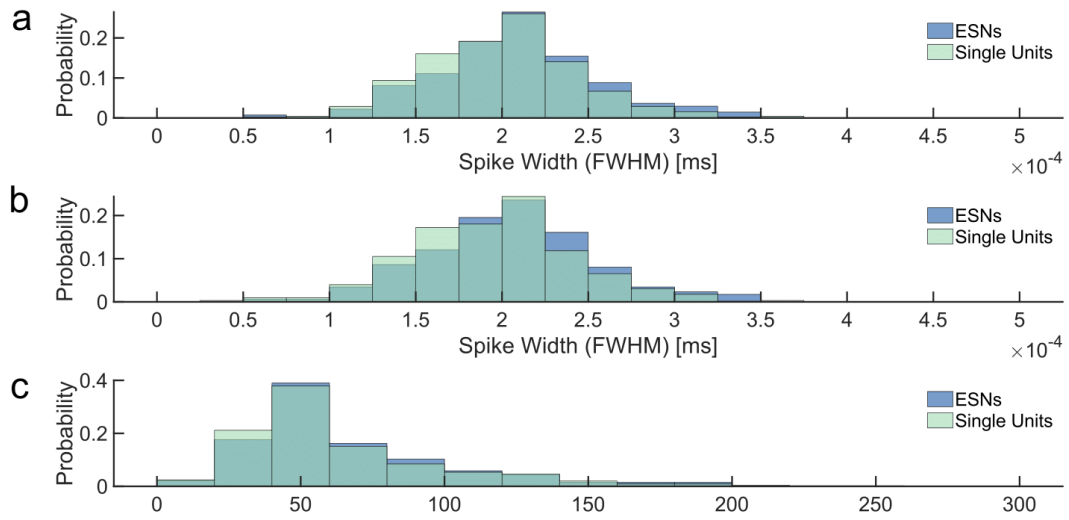 a
Probability
0.2
0.1
0
ESNs
Single Units
0 0.5 1 1.5 2 2.5 3 3.5 4 4.5 5
Spike Width (FWHM) [ms]
×10-4
b
Probability
0.2
0.1
0
ESNs
Single Units
0 0.5 1 1.5 2 2.5 3 3.5 4 4.5 5
Spike Width (FWHM) [ms]
×10-4
c
Probability
0.4
0.2
0
ESNs
Single Units
50 100 150 200 250 300